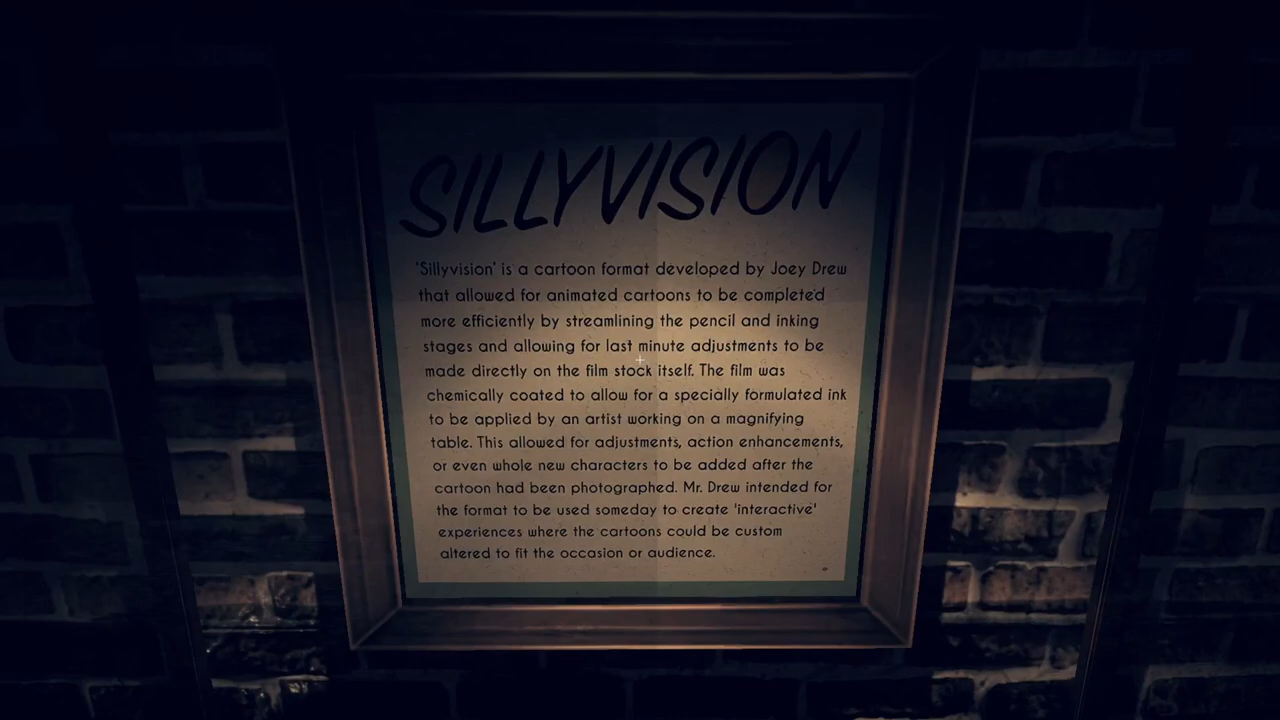 SILLYVISION
'Sillyvision' is a cartoon format developed by Joey Drew
that allowed for animated cartoons to be completed
more efficiently by streamlining the pencil and inking
stages and allowing for last minute adjustments to be
made directly on the film stock itself. The film was
chemically coated to allow for a specially formulated ink
to be applied by an artist working on a magnifying
table. This allowed for adjustments, action enhancements,
or even whole new characters to be added after the
cartoon had been photographed. Mr. Drew intended for
the format to be used someday to create 'interactive'
experiences where the cartoons could be custom
altered to fit the occasion or audience.